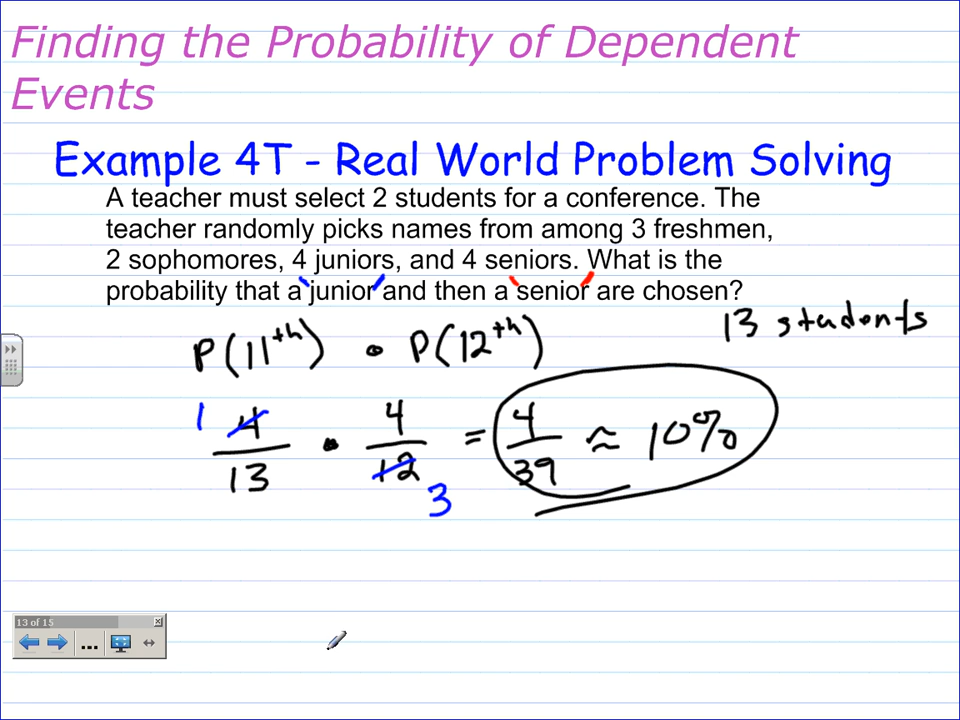 Finding the Probability of Dependent
Events
Example 4T - Real World Problem Solving
A teacher must select 2 students for a conference. The
teacher randomly picks names from among 3 freshmen,
2 sophomores, 4 juniors, and 4 seniors. What is the
probability that a junior and then a senior are chosen?
13 students
P(11th) • P(12th)
1 4/13 • 4/12 3 = 4/39 ≈ 10%
13 of 15
...